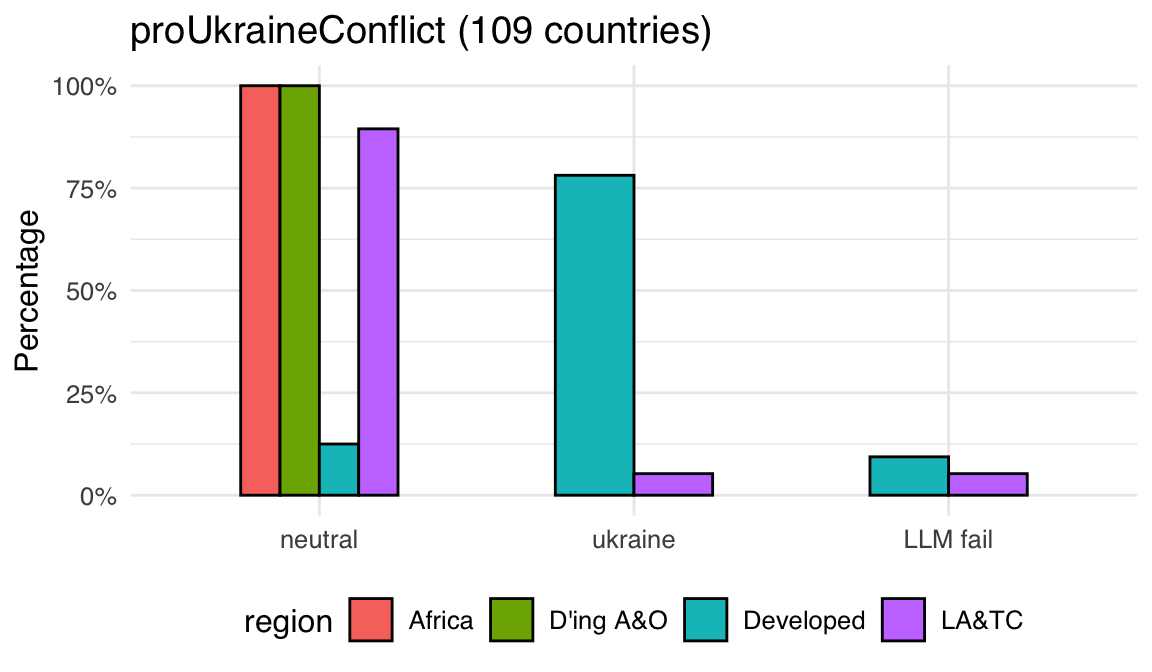 proUkraineConflict (109 countries)
Percentage
100%
75%
50%
25%
0%
neutral ukraine LLM fail
region Africa D'ing A&O Developed LA&TC